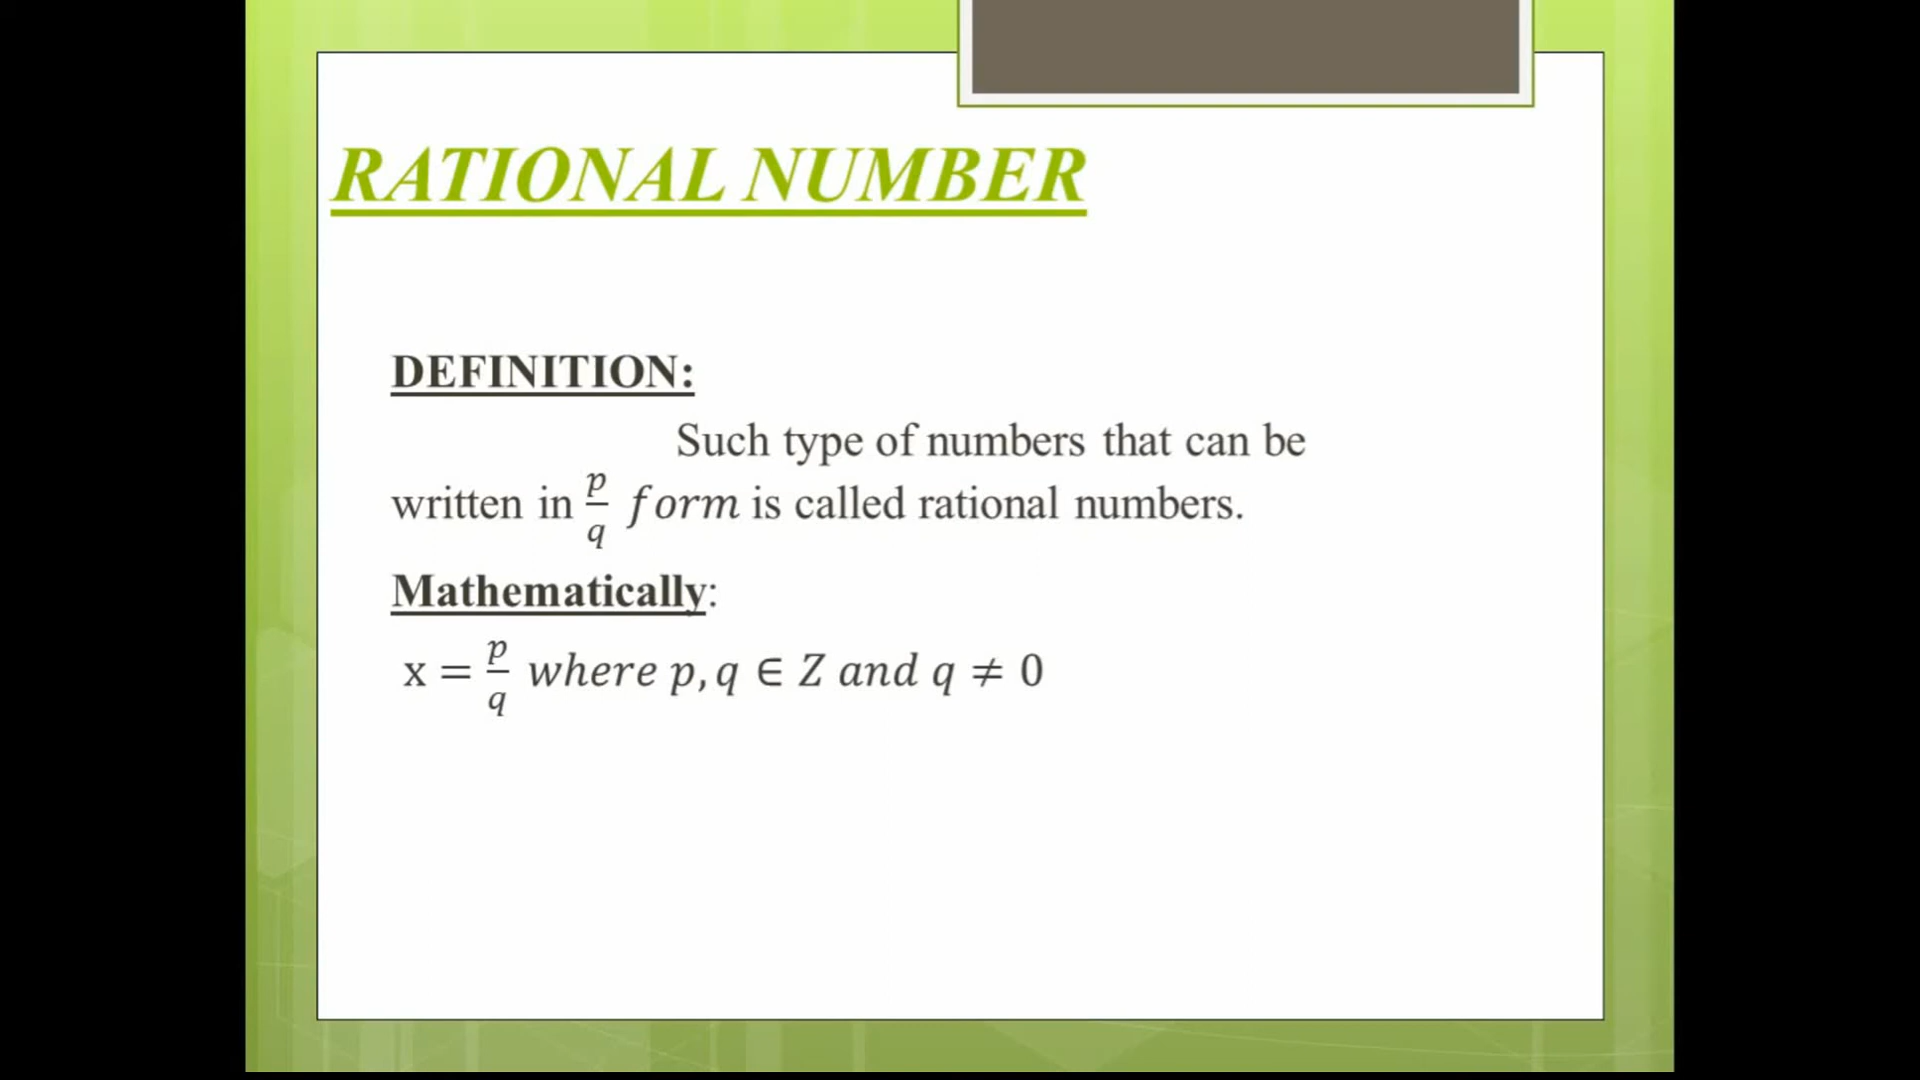 RATIONAL NUMBER
DEFINITION:
Such type of numbers that can be
written in p/q form is called rational numbers.
Mathematically:
x = p/q where p, q ∈ Z and q ≠ 0